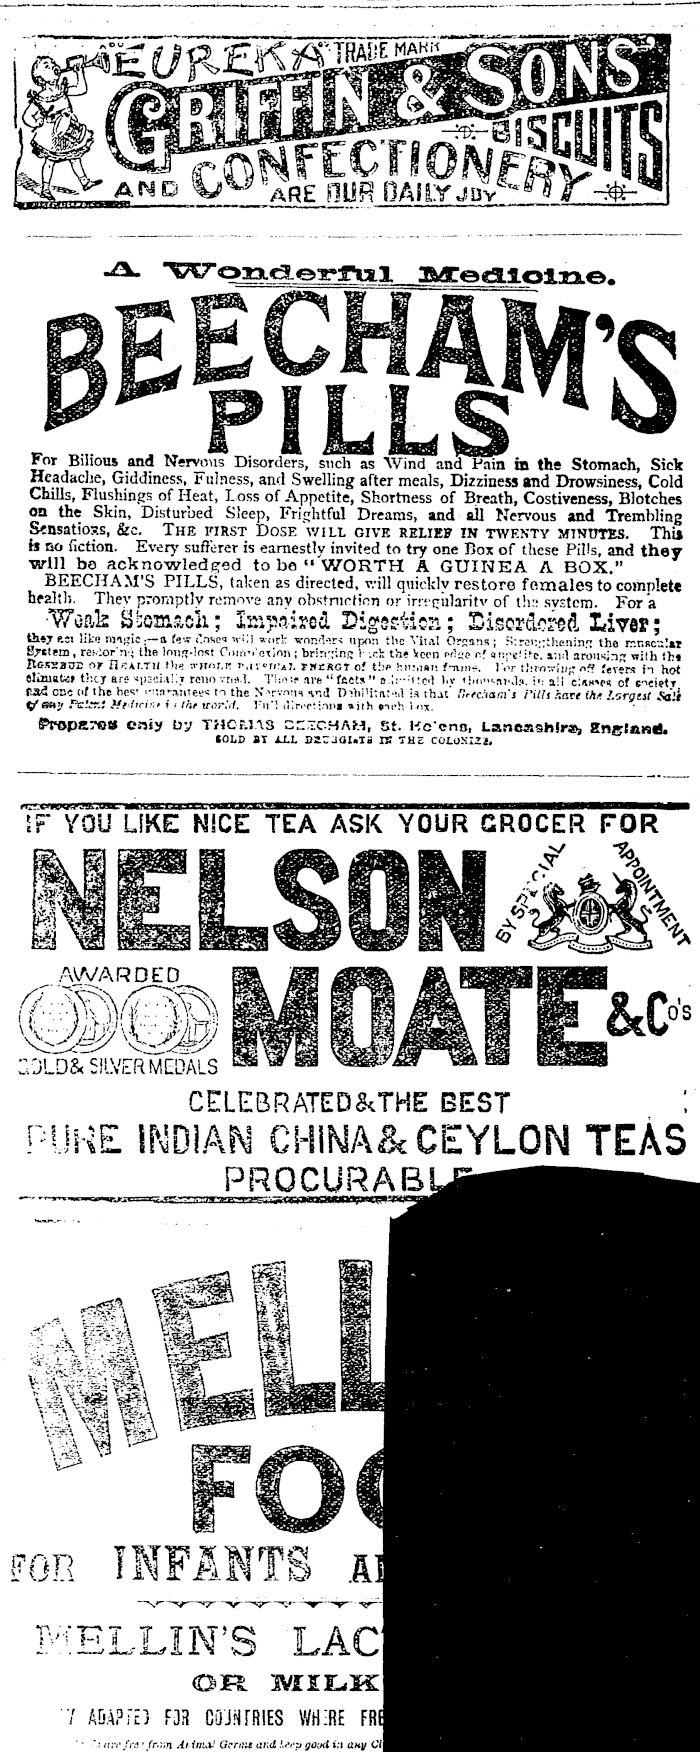 EUREKA TRADE MARK
GRIFFIN & SONS'
BISCUITS
AND CONFECTIONERY
ARE OUR DAILY JOY
A Wonderful Medicine.
BEECHAM'S
PILLS
For Bilious and Nervous Disorders, such as Wind and Pain in the Stomach, Sick
Headache, Giddiness, Fulness, and Swelling after meals, Dizziness and Drowsiness, Cold
Chills, Flushings of Heat, Loss of Appetite, Shortness of Breath, Costiveness, Blotches
on the Skin, Disturbed Sleep, Frightful Dreams, and all Nervous and Trembling
Sensations, &c. THE FIRST DOSE WILL GIVE RELIEF IN TWENTY MINUTES. This
is no fiction. Every sufferer is earnestly invited to try one Box of these Pills, and they
will be acknowledged to be "WORTH A GUINEA A BOX."
BEECHAM'S PILLS, taken as directed, will quickly restore females to complete
health. They promptly remove any obstruction or irregularity of the system. For a
Weak Stomach; Impaired Digestion; Disordered Liver;
they act like magic:—a few doses will work wonders upon the Vital Organs; Strengthening the muscular
System, restoring the long-lost Complexion; bringing back the keen edge of appetite, and arousing with the
ROSEBUD OF HEALTH the WHOLE PHYSICAL ENERGY of the human frame. For throwing off fevers in hot
climates they are specially renowned. These are "facts" admitted by thousands, in all classes of society,
and one of the best guarantees to the Nervous and Debilitated is that Beecham's Pills have the Largest Sale
of any Patent Medicine in the world. Full directions with each box.
Prepared only by THOMAS BEECHAM, St. Helens, Lancashire, England.
SOLD BY ALL DRUGGISTS IN THE COLONIES.
IF YOU LIKE NICE TEA ASK YOUR GROCER FOR
NELSON
BY SPECIAL APPOINTMENT
AWARDED
MOATE & Co's
GOLD & SILVER MEDALS
CELEBRATED & THE BEST
PURE INDIAN CHINA & CEYLON TEAS
PROCURABLE
MELL
FOO
FOR INFANTS A
MELLIN'S LAC
OR MILK
Y ADAPTED FOR COUNTRIES WHERE FRE
are free from Animal Germs and keep good in any Cl